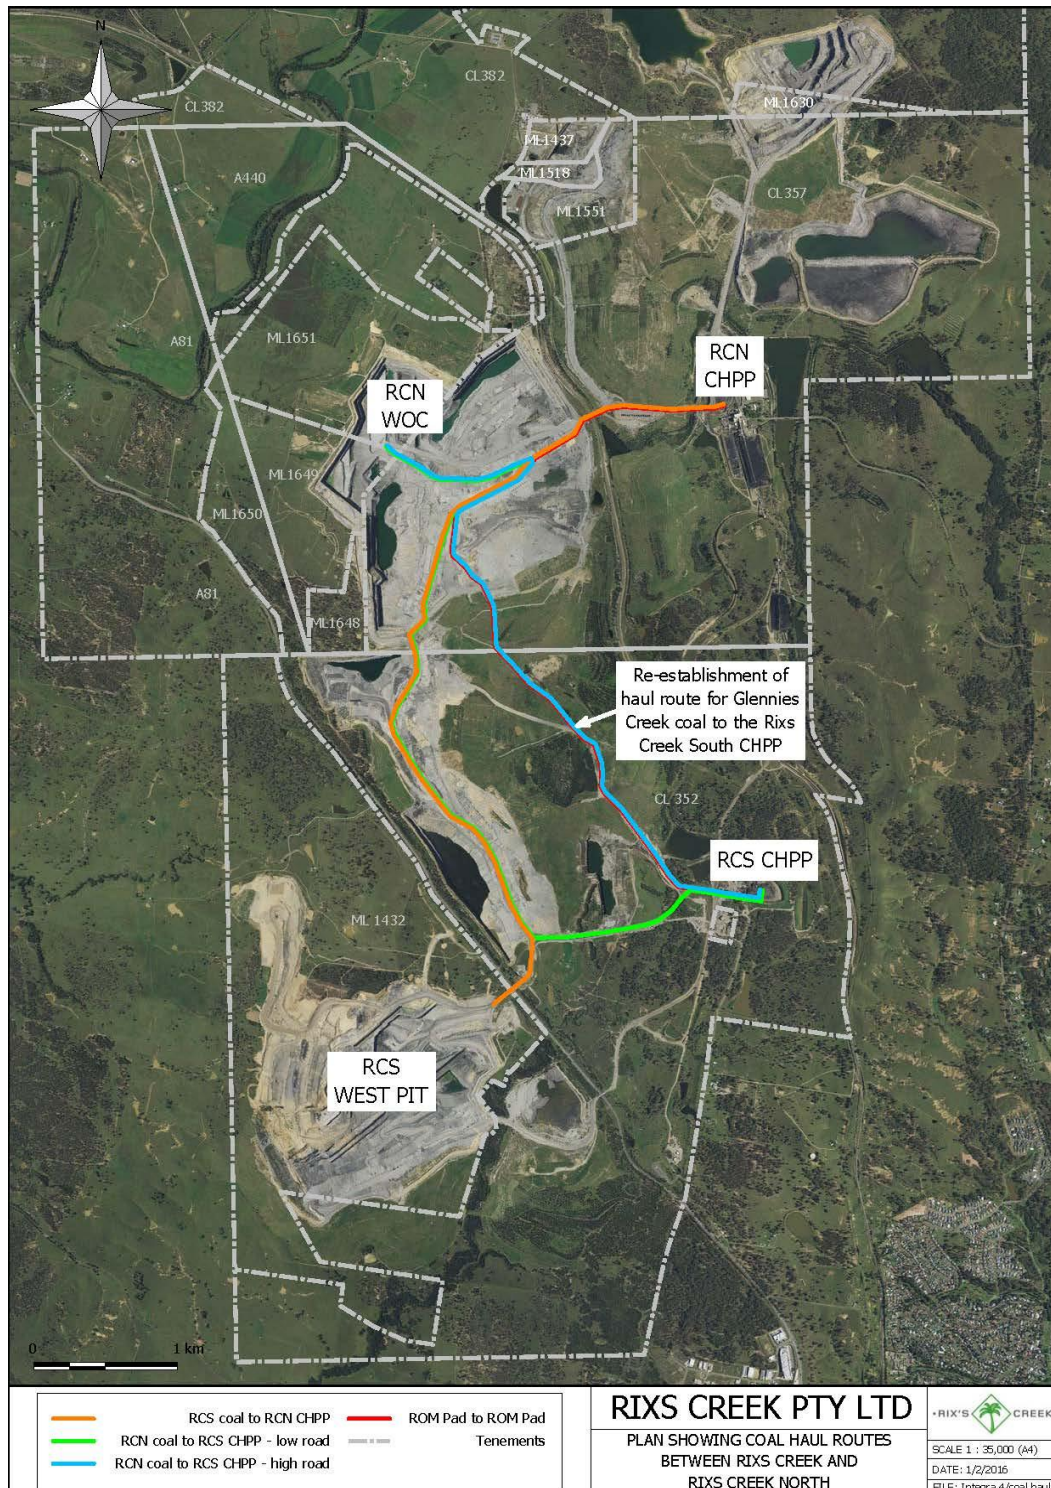 N
CL382
CL382
ML1630
ML1437
ML1518
A440
CL357
ML1551
A81
ML1651
RCN
CHPP
RCN
WOC
ML1649
ML1650
A81
ML1648
Re-establishment of
haul route for Glennies
Creek coal to the Rixs
Creek South CHPP
CL 352
RCS CHPP
ML 1432
RCS
WEST PIT
0 1 km
RCS coal to RCN CHPP
RCN coal to RCS CHPP - low road
RCN coal to RCS CHPP - high road
ROM Pad to ROM Pad
Tenements
RIXS CREEK PTY LTD
PLAN SHOWING COAL HAUL ROUTES
BETWEEN RIXS CREEK AND
RIXS CREEK NORTH
RIX'S CREEK
SCALE 1 : 35,000 (A4)
DATE: 1/2/2016
FILE: Integra 4/coal haul